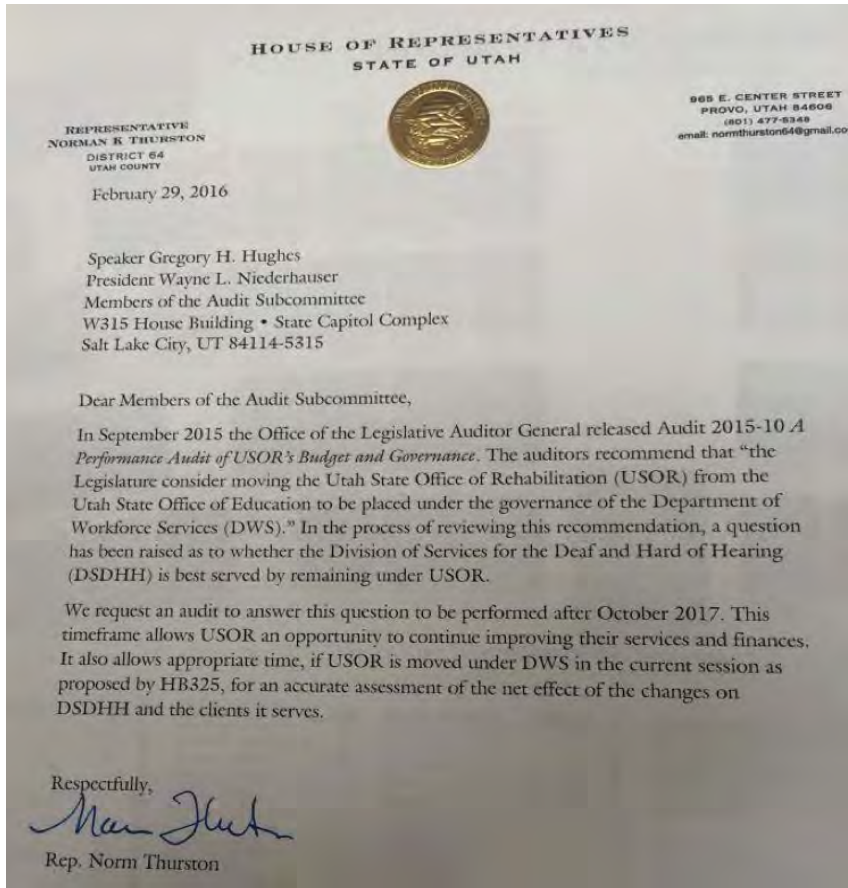 HOUSE OF REPRESENTATIVES
STATE OF UTAH
REPRESENTATIVE
NORMAN K THURSTON
DISTRICT 64
UTAH COUNTY
965 E. CENTER STREET
PROVO, UTAH 84606
(801) 477-5348
email: normthurston64@gmail.co
February 29, 2016
Speaker Gregory H. Hughes
President Wayne L. Niederhauser
Members of the Audit Subcommittee
W315 House Building • State Capitol Complex
Salt Lake City, UT 84114-5315
Dear Members of the Audit Subcommittee,
In September 2015 the Office of the Legislative Auditor General released Audit 2015-10 A
Performance Audit of USOR's Budget and Governance. The auditors recommend that “the
Legislature consider moving the Utah State Office of Rehabilitation (USOR) from the
Utah State Office of Education to be placed under the governance of the Department of
Workforce Services (DWS).” In the process of reviewing this recommendation, a question
has been raised as to whether the Division of Services for the Deaf and Hard of Hearing
(DSDHH) is best served by remaining under USOR.
We request an audit to answer this question to be performed after October 2017. This
timeframe allows USOR an opportunity to continue improving their services and finances.
It also allows appropriate time, if USOR is moved under DWS in the current session as
proposed by HB325, for an accurate assessment of the net effect of the changes on
DSDHH and the clients it serves.
Respectfully,
Rep. Norm Thurston